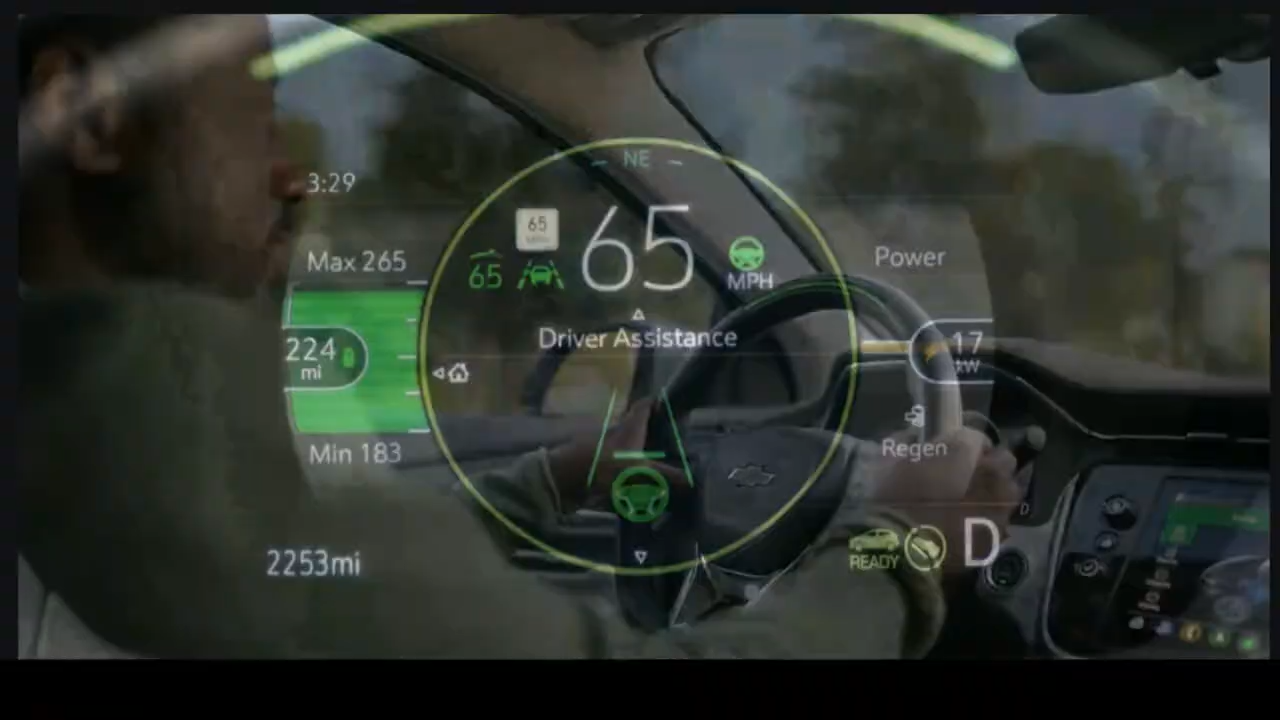 NE
3:29
65
65
65
MPH
Max 265
Power
Driver Assistance
224
mi
17
kW
Min 183
Regen
2253mi
READY
D
D